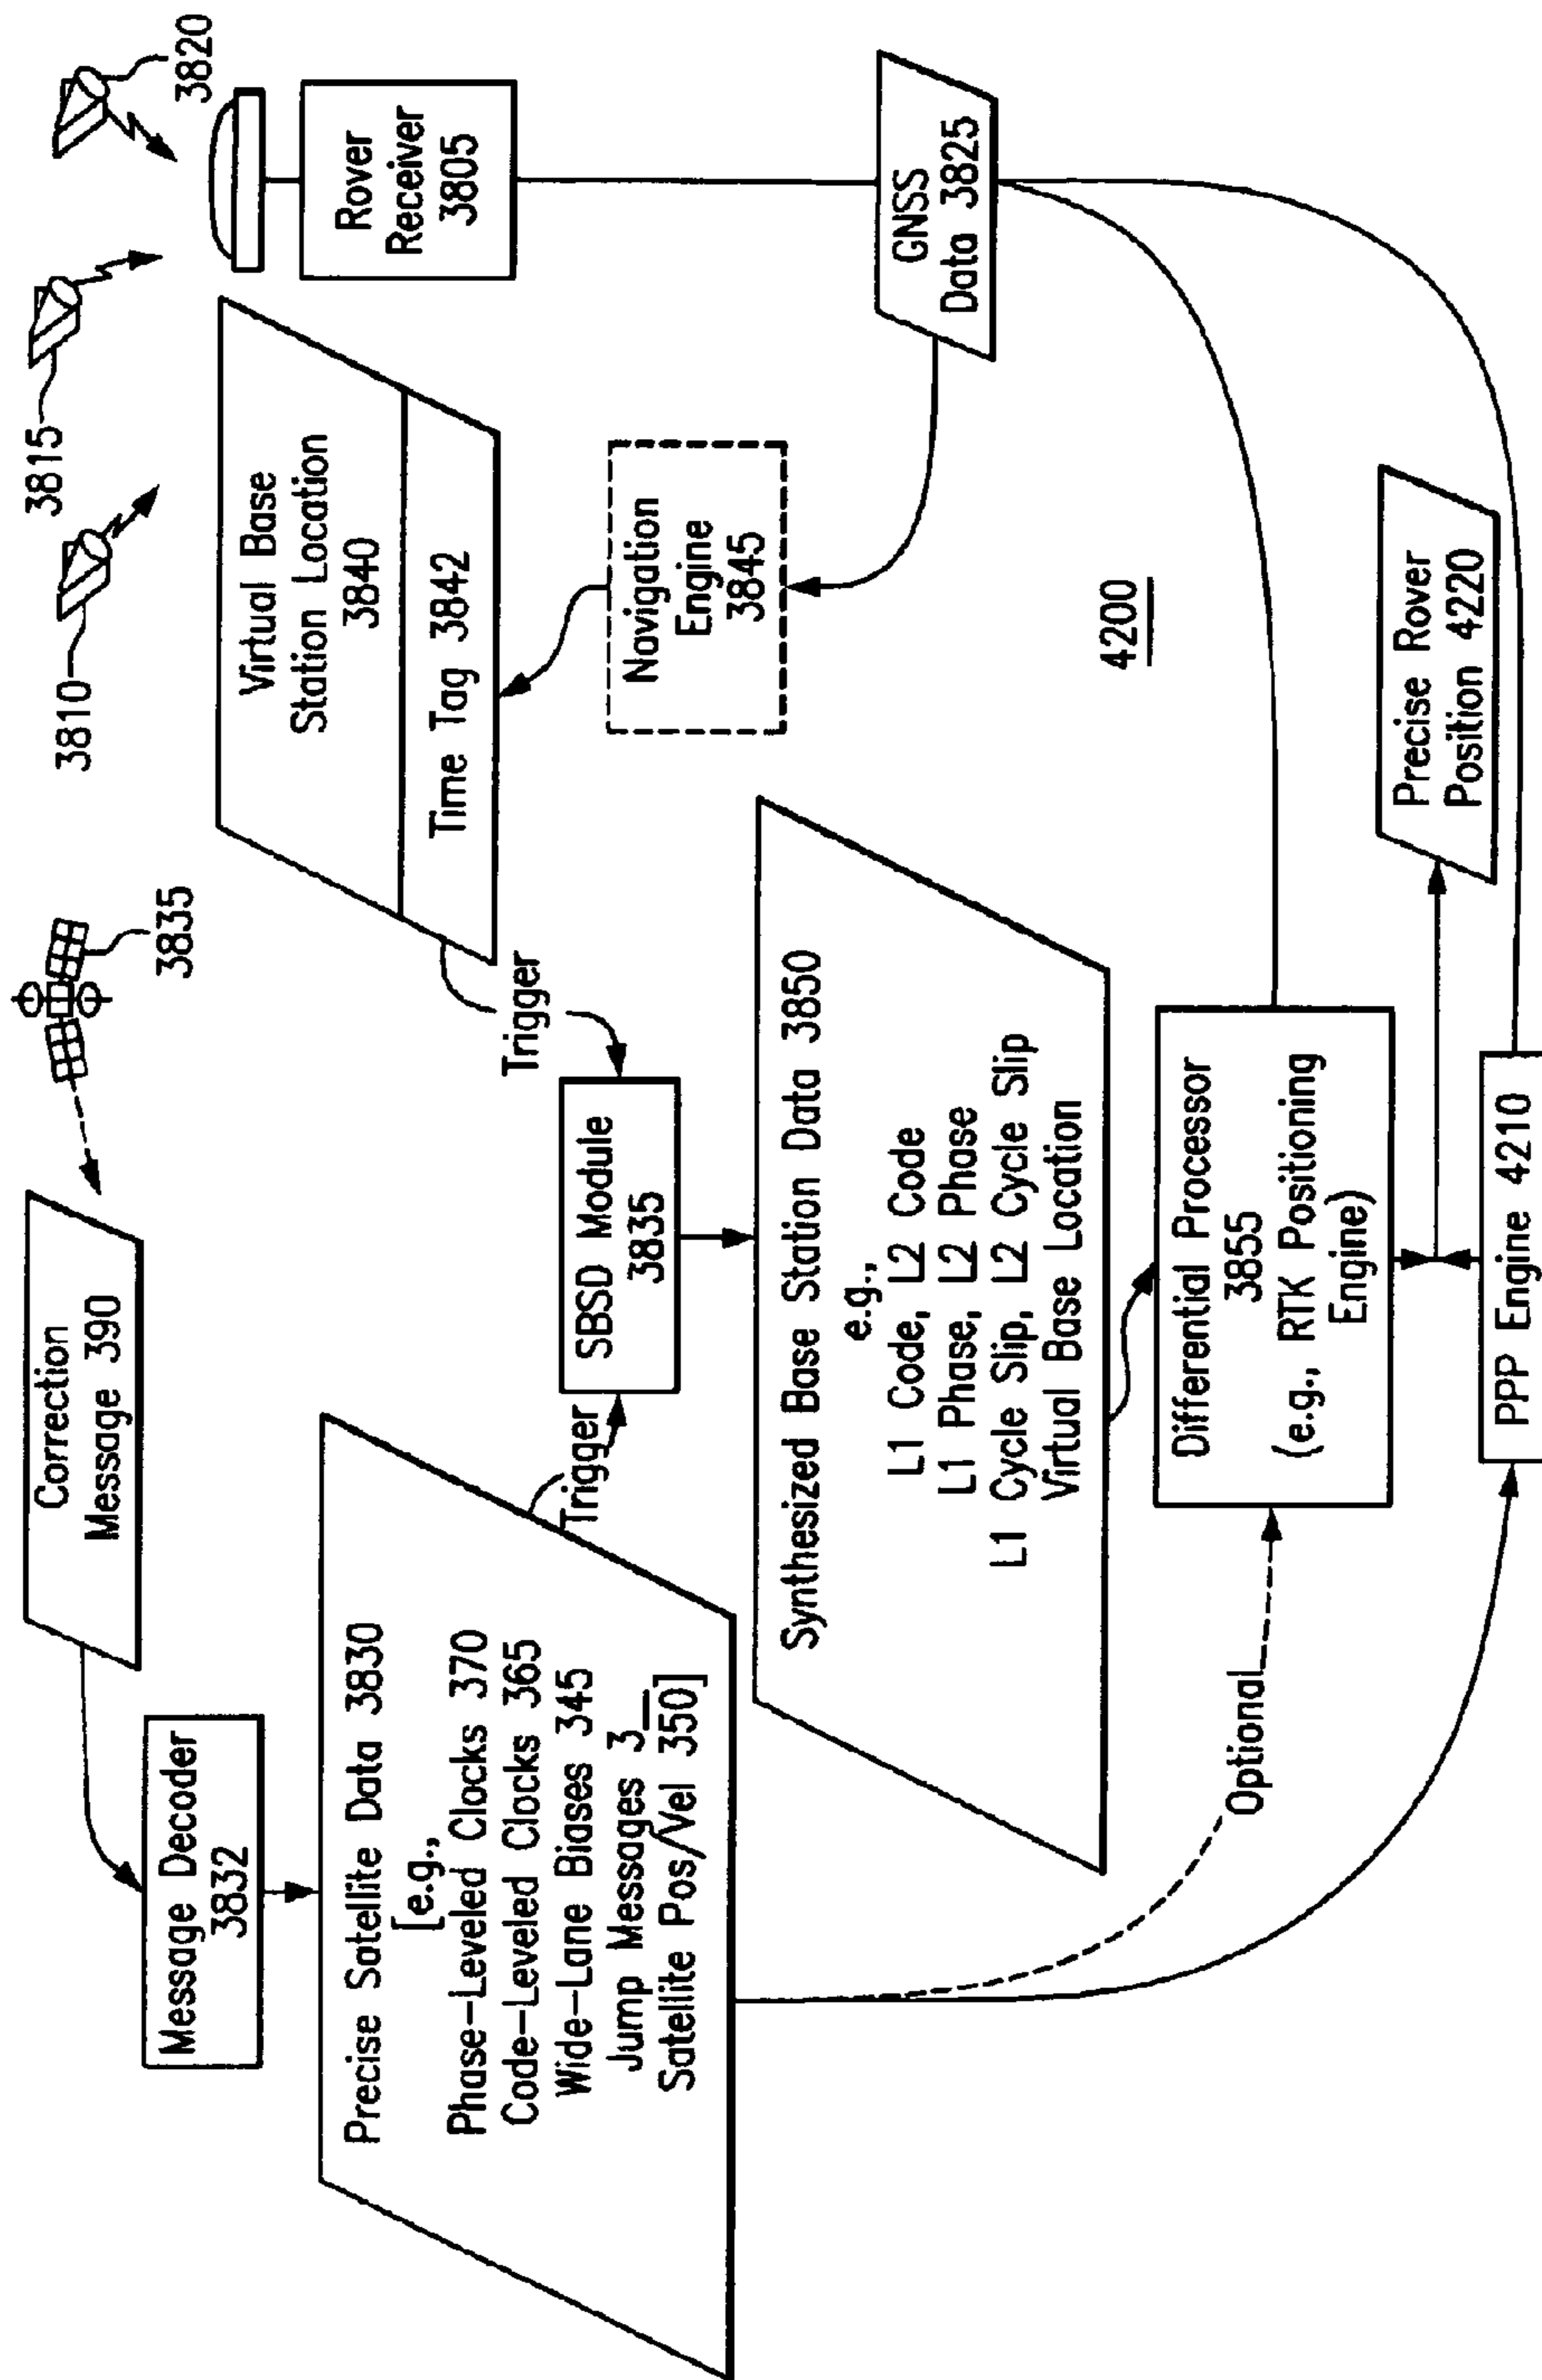 Correction
Message 390
3835
3810
3815
3820
Message Decoder
3832
Virtual Base
Station Location
3840
Time Tag 3842
Rover
Receiver
3805
Precise Satellite Data 3830
[e.g.,
Phase-Leveled Clocks 370
Code-Leveled Clocks 365
Wide-Lane Biases 345
Jump Messages 3__
Satellite Pos/Vel 350]
Trigger
Trigger
SBSD Module
3835
Navigation
Engine
3845
GNSS
Data 3825
Synthesized Base Station Data 3850
e.g.,
L1 Code, L2 Code
L1 Phase, L2 Phase
L1 Cycle Slip, L2 Cycle Slip
Virtual Base Location
4200
Optional
Differential Processor
3855
(e.g., RTK Positioning
Engine)
Precise Rover
Position 4220
PPP Engine 4210